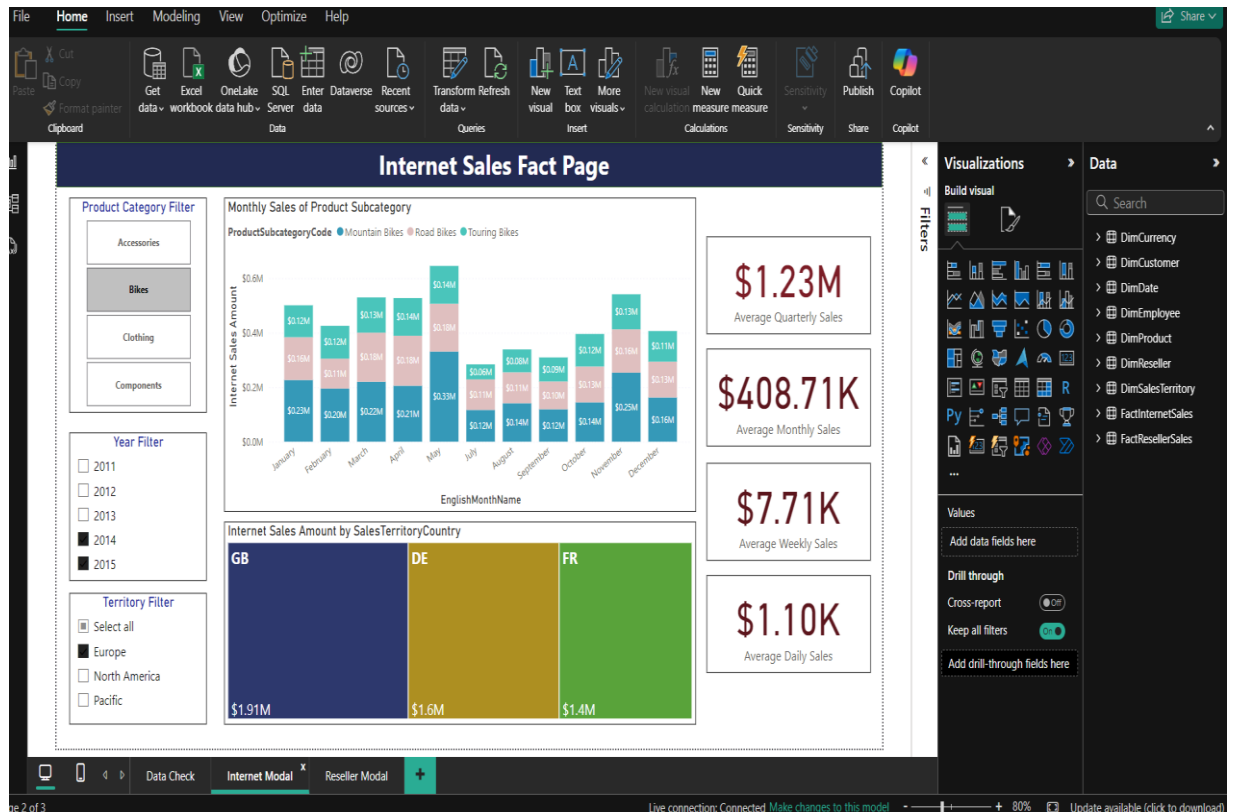 File Home Insert Modeling View Optimize Help
Share
Paste
Cut
Copy
Format painter
Clipboard
Get data
Excel workbook
OneLake data hub
SQL Server
Enter data
Dataverse
Recent sources
Data
Transform data
Refresh
Queries
New visual
Text box
More visuals
Insert
New visual calculation
New measure
Quick measure
Calculations
Sensitivity
Sensitivity
Publish
Share
Copilot
Copilot
Internet Sales Fact Page
Product Category Filter
Accessories
Bikes
Clothing
Components
Year Filter
2011
2012
2013
2014
2015
Territory Filter
Select all
Europe
North America
Pacific
Monthly Sales of Product Subcategory
ProductSubcategoryCode Mountain Bikes Road Bikes Touring Bikes
Internet Sales Amount
$0.6M
$0.4M
$0.2M
$0.0M
$0.12M $0.16M $0.23M
$0.12M $0.11M $0.20M
$0.13M $0.18M $0.22M
$0.14M $0.18M $0.21M
$0.14M $0.18M $0.33M
$0.06M $0.11M $0.12M
$0.08M $0.11M $0.14M
$0.09M $0.10M $0.12M
$0.12M $0.13M $0.14M
$0.13M $0.16M $0.25M
$0.11M $0.13M $0.16M
January February March April May July August September October November December
EnglishMonthName
Internet Sales Amount by SalesTerritoryCountry
GB
$1.91M
DE
$1.6M
FR
$1.4M
$1.23M
Average Quarterly Sales
$408.71K
Average Monthly Sales
$7.71K
Average Weekly Sales
$1.10K
Average Daily Sales
Filters
Visualizations
Build visual
123
R
Py
Values
Add data fields here
Drill through
Cross-report
Off
Keep all filters
On
Add drill-through fields here
Data
Search
DimCurrency
DimCustomer
DimDate
DimEmployee
DimProduct
DimReseller
DimSalesTerritory
FactInternetSales
FactResellerSales
Data Check
Internet Modal x
Reseller Modal
+
ge 2 of 3
Live connection: Connected Make changes to this model - + 80% Update available (click to download)